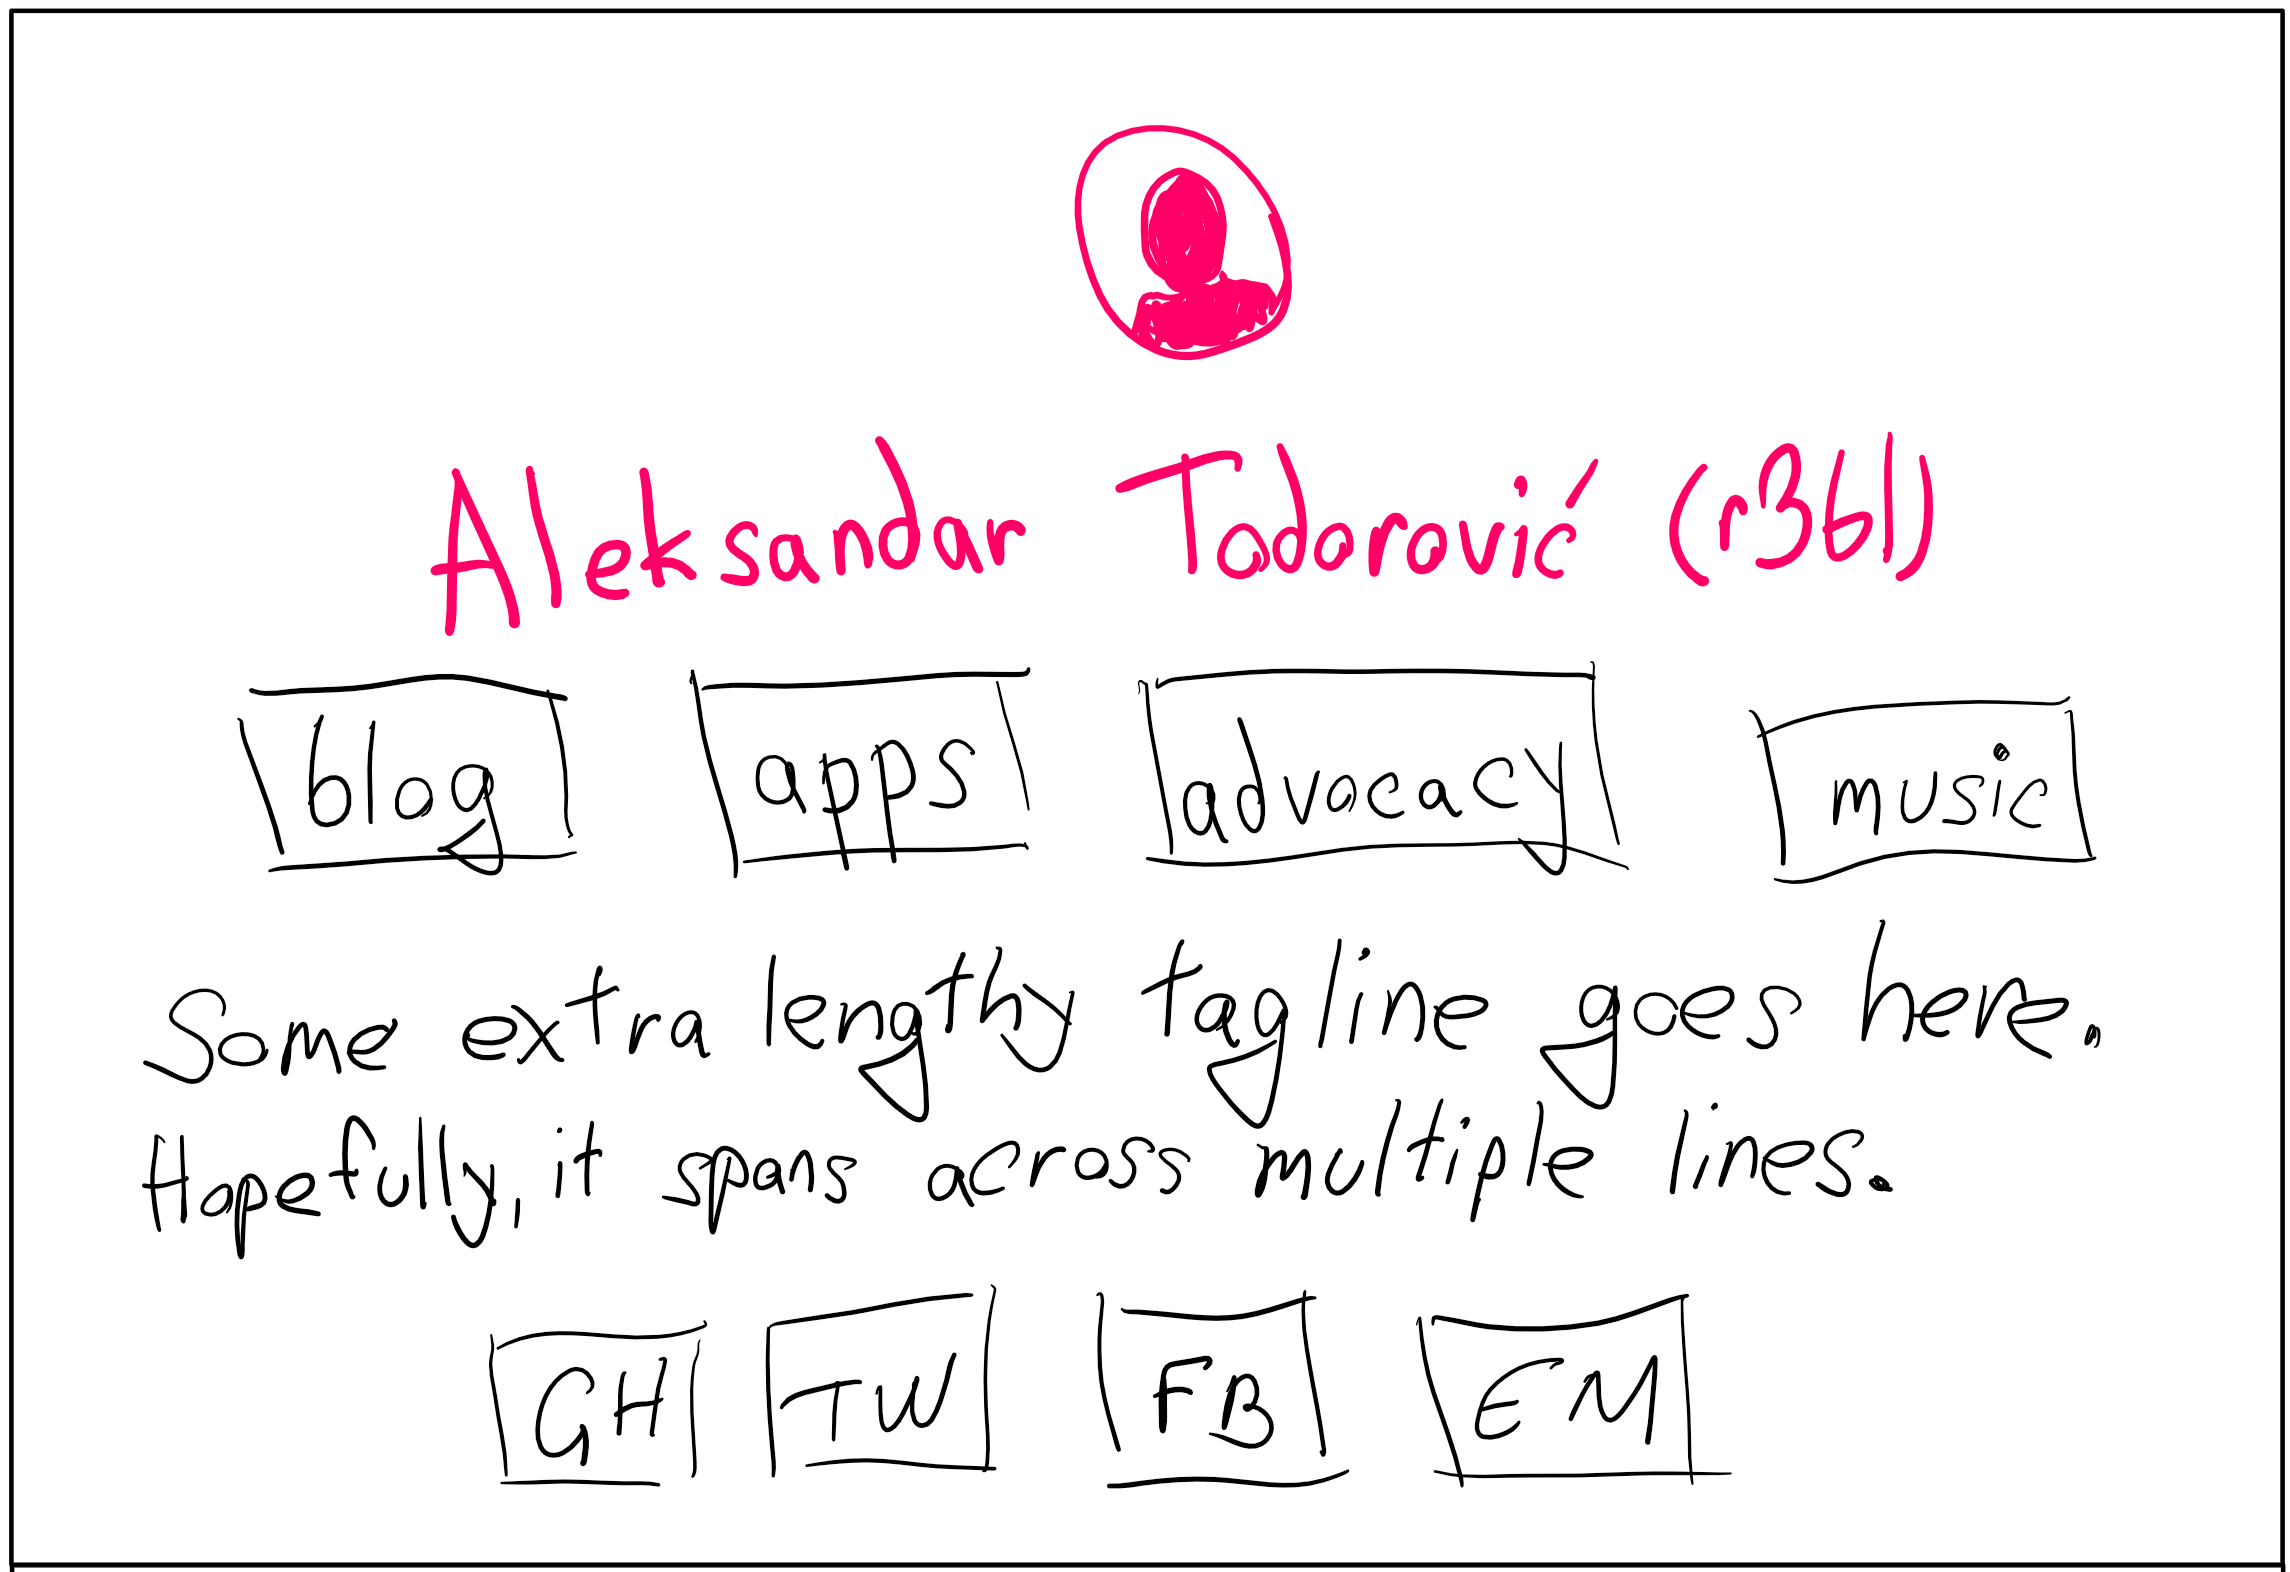 Aleksandar Todorović (r3bl)
blog apps advocacy music
Some extra lengthy tagline goes here.
Hopefully, it spans across multiple lines.
GH TW FB EM